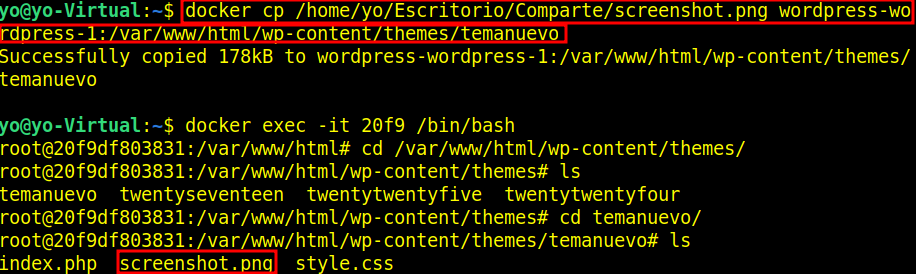 yo@yo-Virtual:~$ docker cp /home/yo/Escritorio/Comparte/screenshot.png wordpress-wo
rdpress-1:/var/www/html/wp-content/themes/temanuevo
Successfully copied 178kB to wordpress-wordpress-1:/var/www/html/wp-content/themes/
temanuevo
yo@yo-Virtual:~$ docker exec -it 20f9 /bin/bash
root@20f9df803831:/var/www/html# cd /var/www/html/wp-content/themes/
root@20f9df803831:/var/www/html/wp-content/themes# ls
temanuevo  twentyseventeen  twentytwentyfive  twentytwentyfour
root@20f9df803831:/var/www/html/wp-content/themes# cd temanuevo/
root@20f9df803831:/var/www/html/wp-content/themes/temanuevo# ls
index.php  screenshot.png  style.css